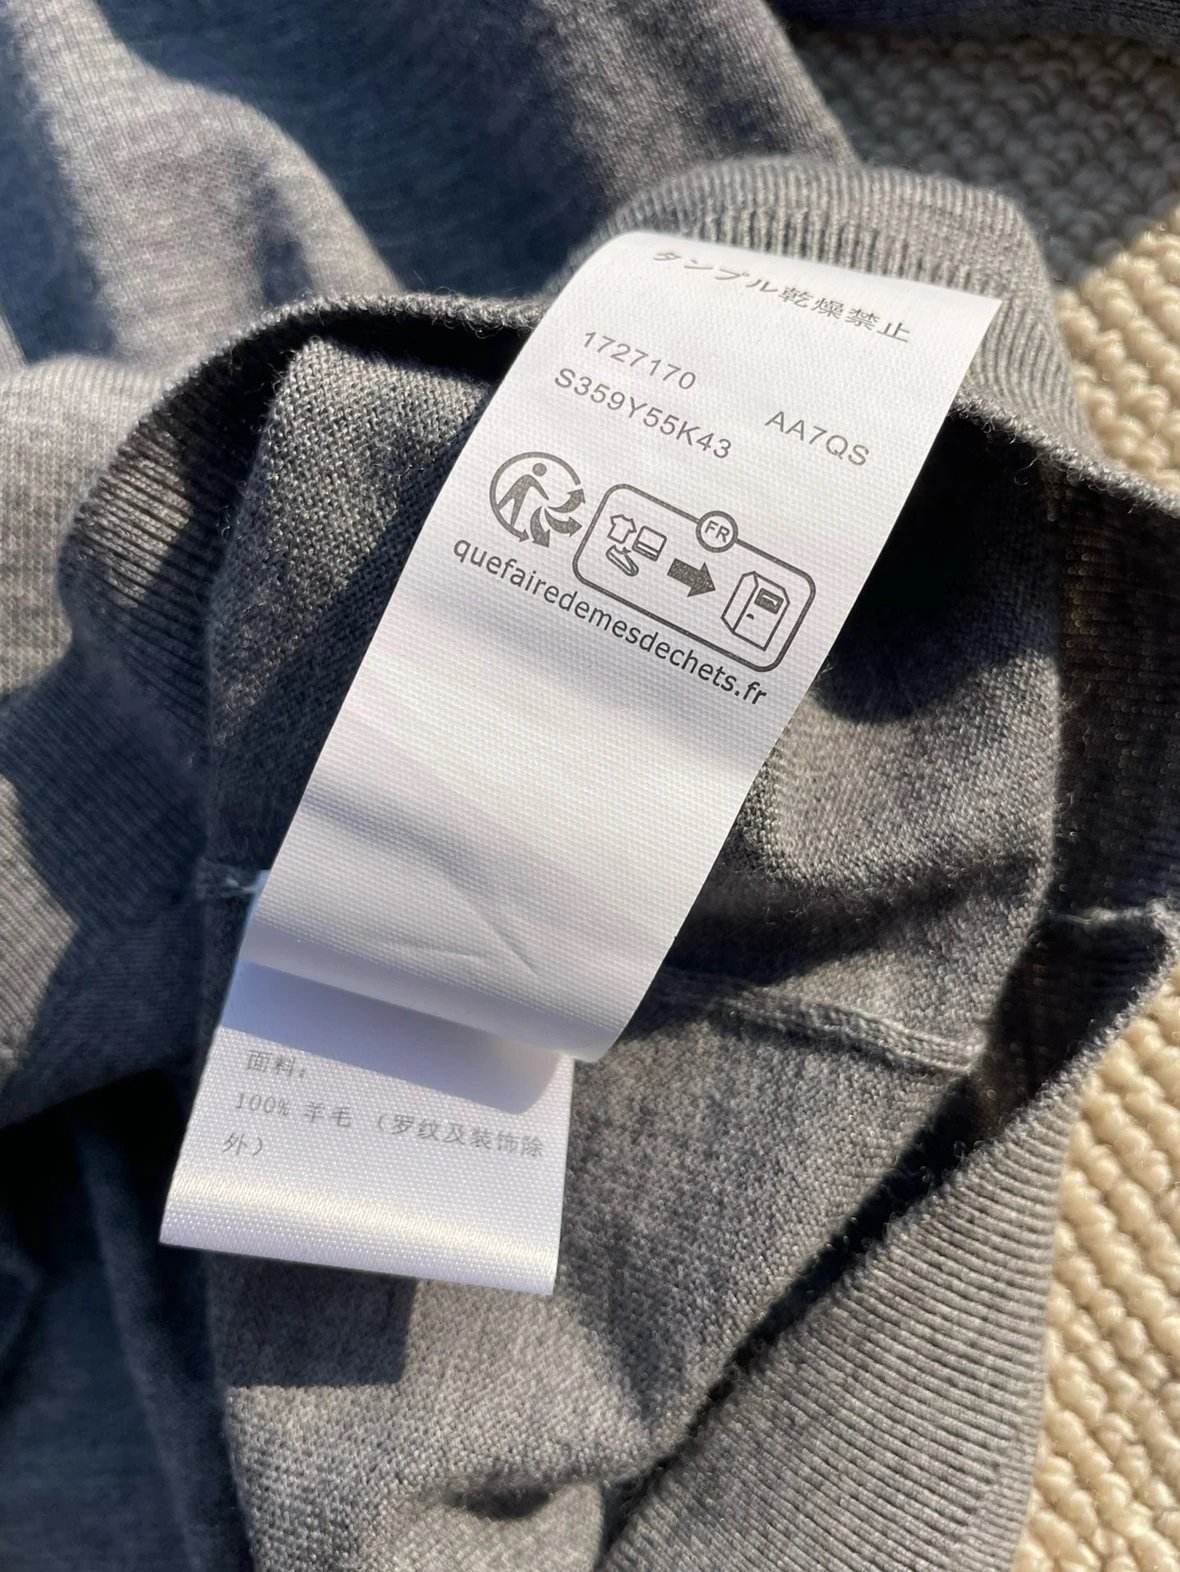 タンブル乾燥禁止
1727170
S359Y55K43 AA7QS
FR
quefairedemesdechets.fr
面料:
100% 羊毛 (罗纹及装饰除
外)